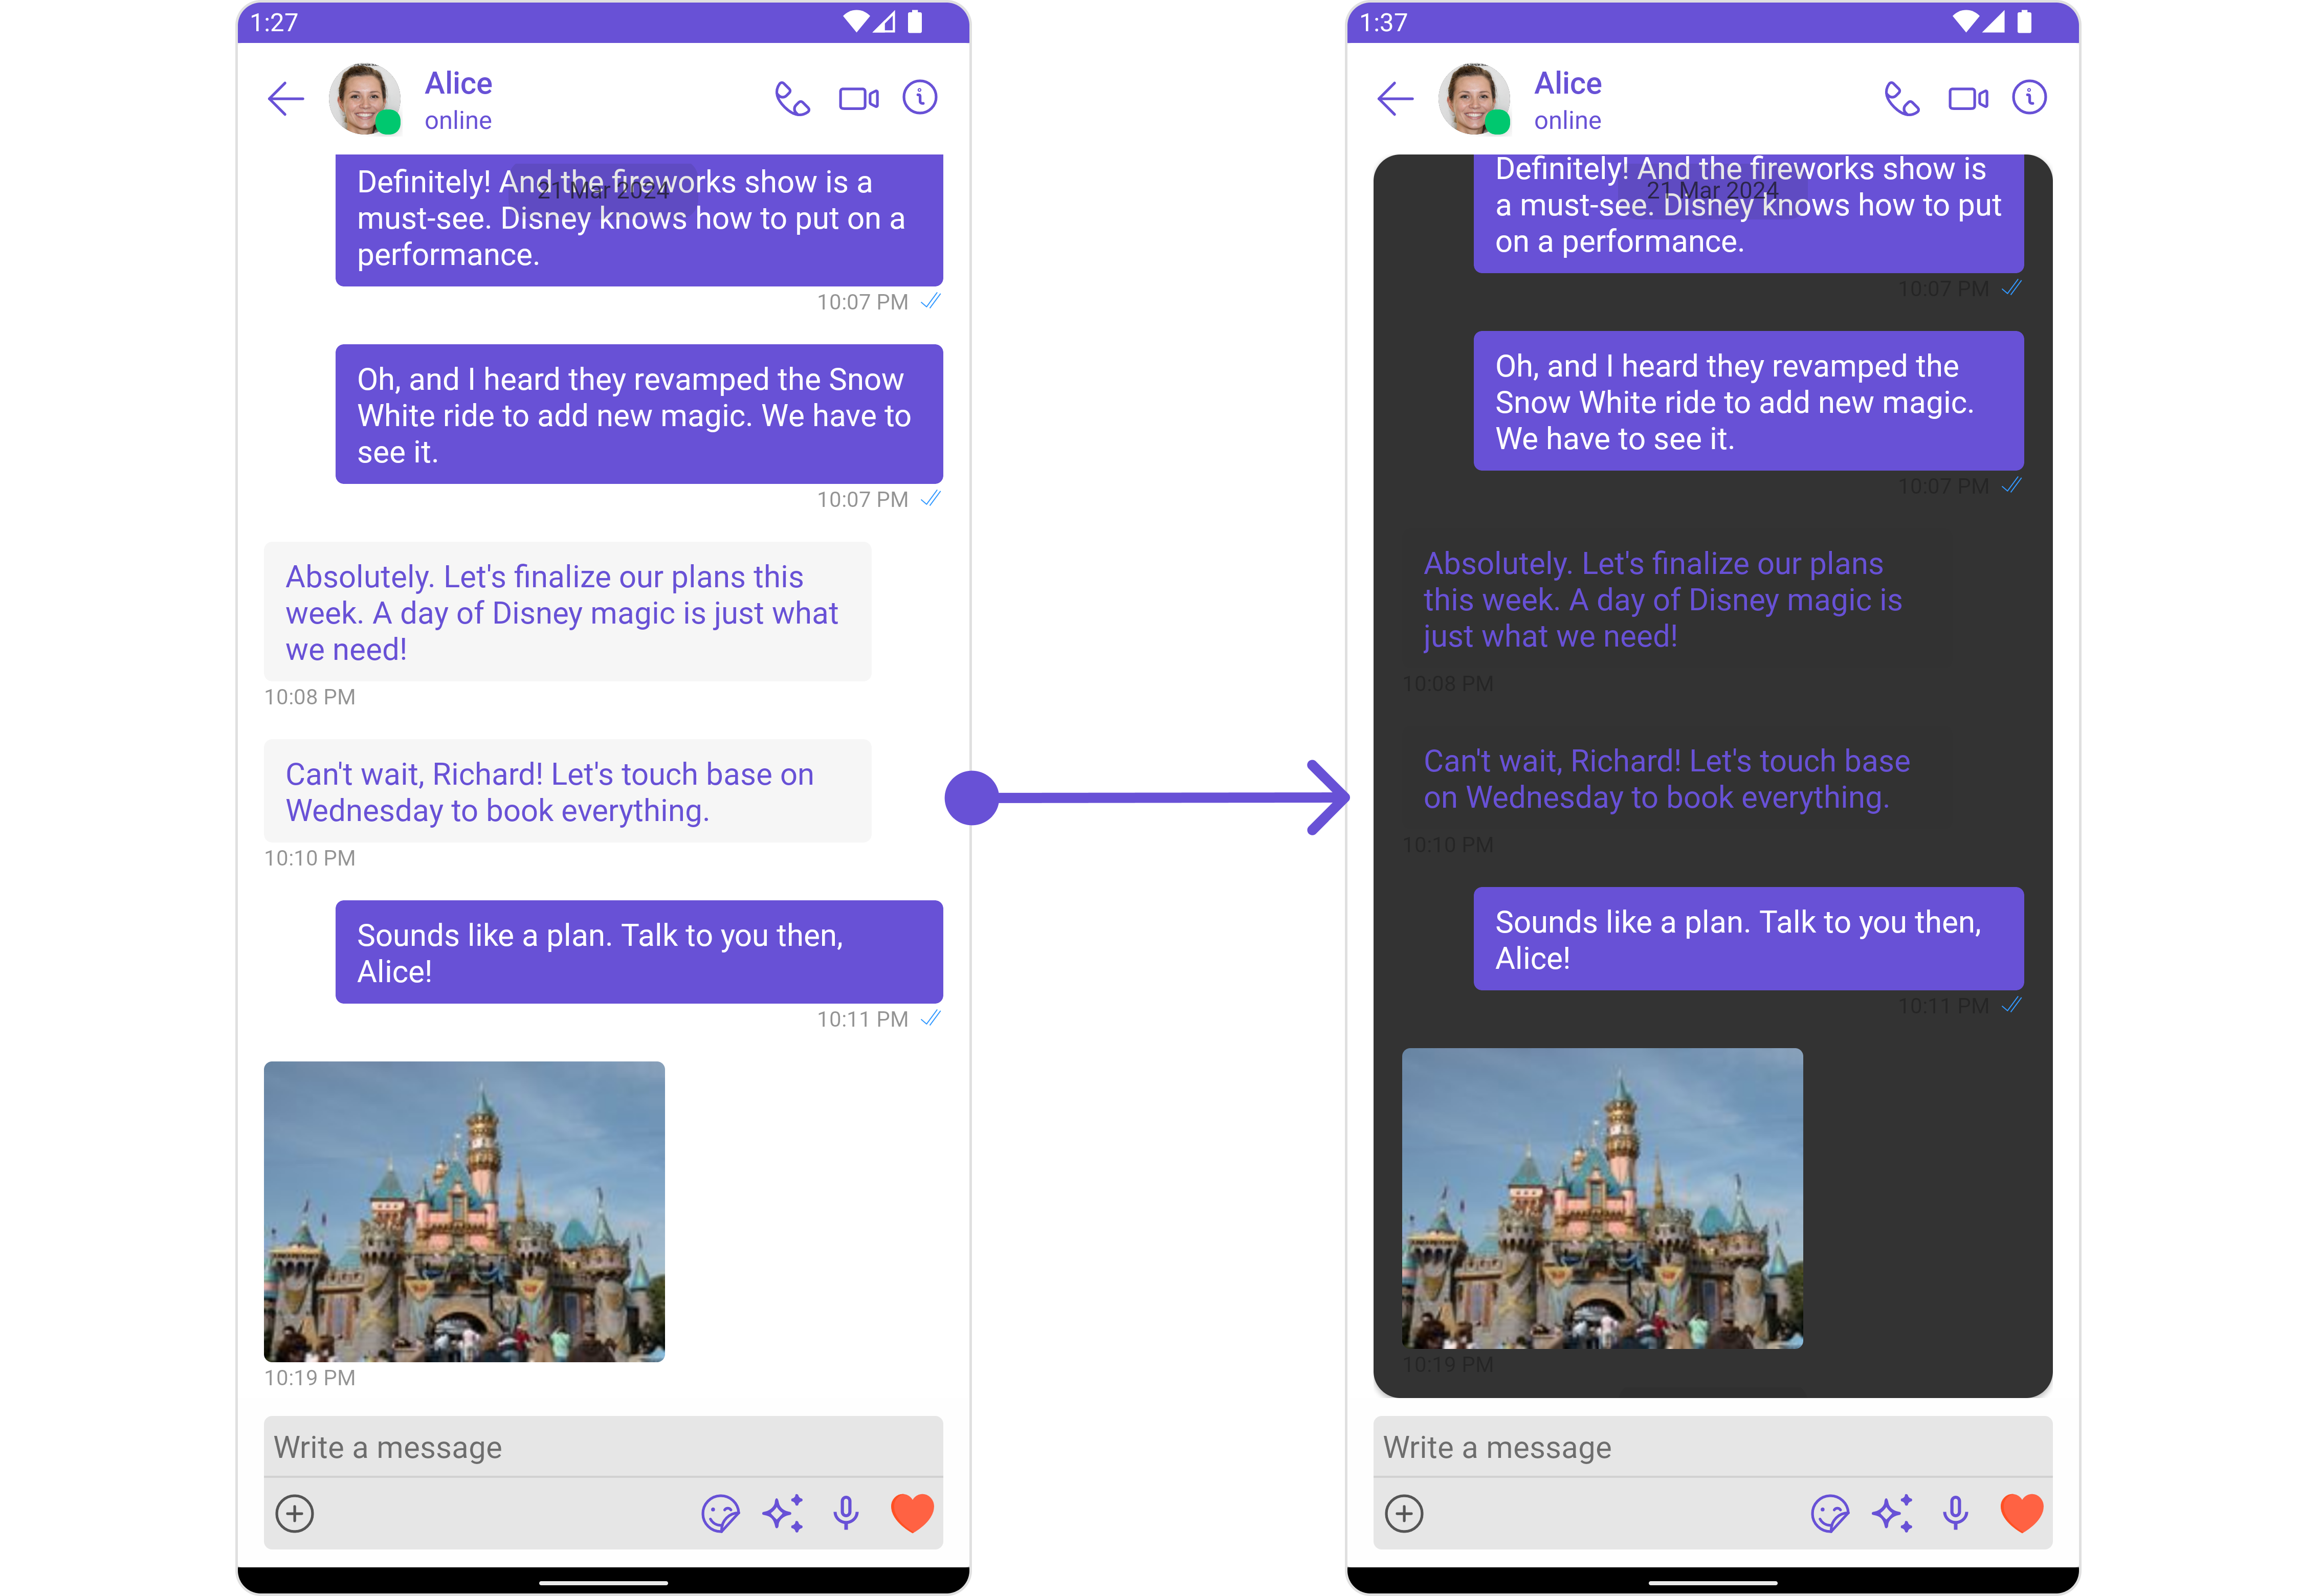 1:27
Alice
online
Definitely! And the fireworks show is a
21 Mar 2024
must-see. Disney knows how to put on a
performance.
10:07 PM
Oh, and I heard they revamped the Snow
White ride to add new magic. We have to
see it.
10:07 PM
Absolutely. Let's finalize our plans this
week. A day of Disney magic is just what
we need!
10:08 PM
Can't wait, Richard! Let's touch base on
Wednesday to book everything.
10:10 PM
Sounds like a plan. Talk to you then,
Alice!
10:11 PM
10:19 PM
Write a message
1:37
Alice
online
Definitely! And the fireworks show is
21 Mar 2024
a must-see. Disney knows how to put
on a performance.
10:07 PM
Oh, and I heard they revamped the
Snow White ride to add new magic.
We have to see it.
10:07 PM
Absolutely. Let's finalize our plans
this week. A day of Disney magic is
just what we need!
10:08 PM
Can't wait, Richard! Let's touch base
on Wednesday to book everything.
10:10 PM
Sounds like a plan. Talk to you then,
Alice!
10:11 PM
10:19 PM
Write a message